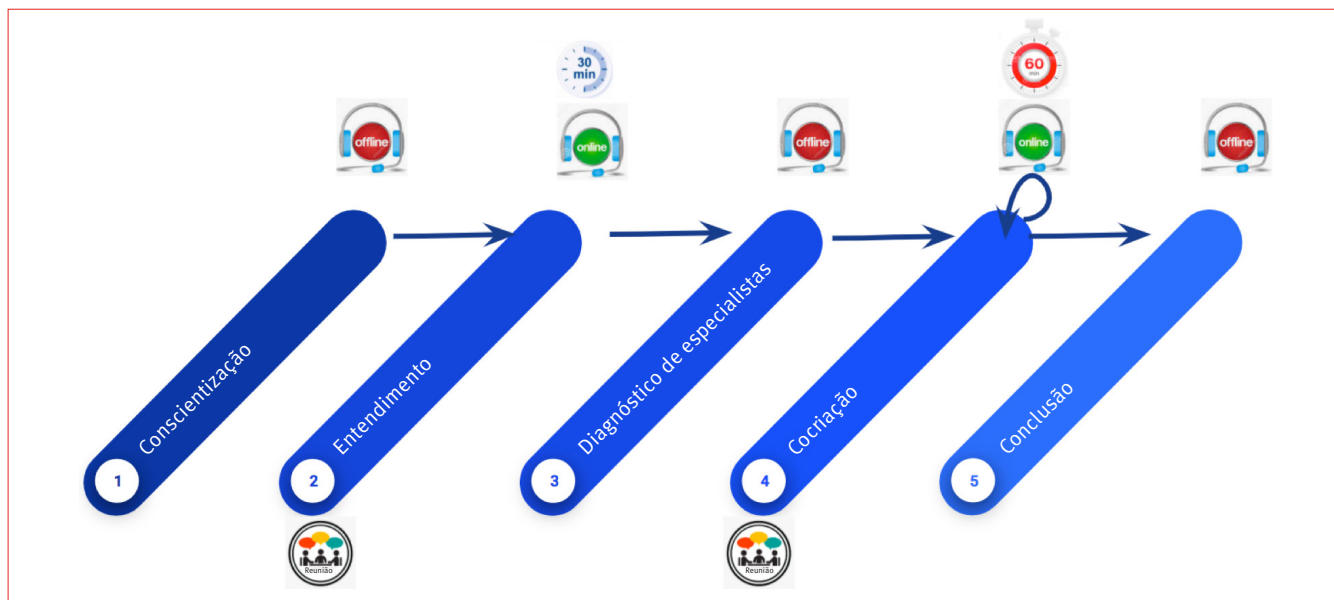 30
min
60
min
offline
online
offline
online
offline
Conscientização
Entendimento
Diagnóstico de especialistas
Cocriação
Conclusão
1
2
3
4
5
Reunião
Reunião